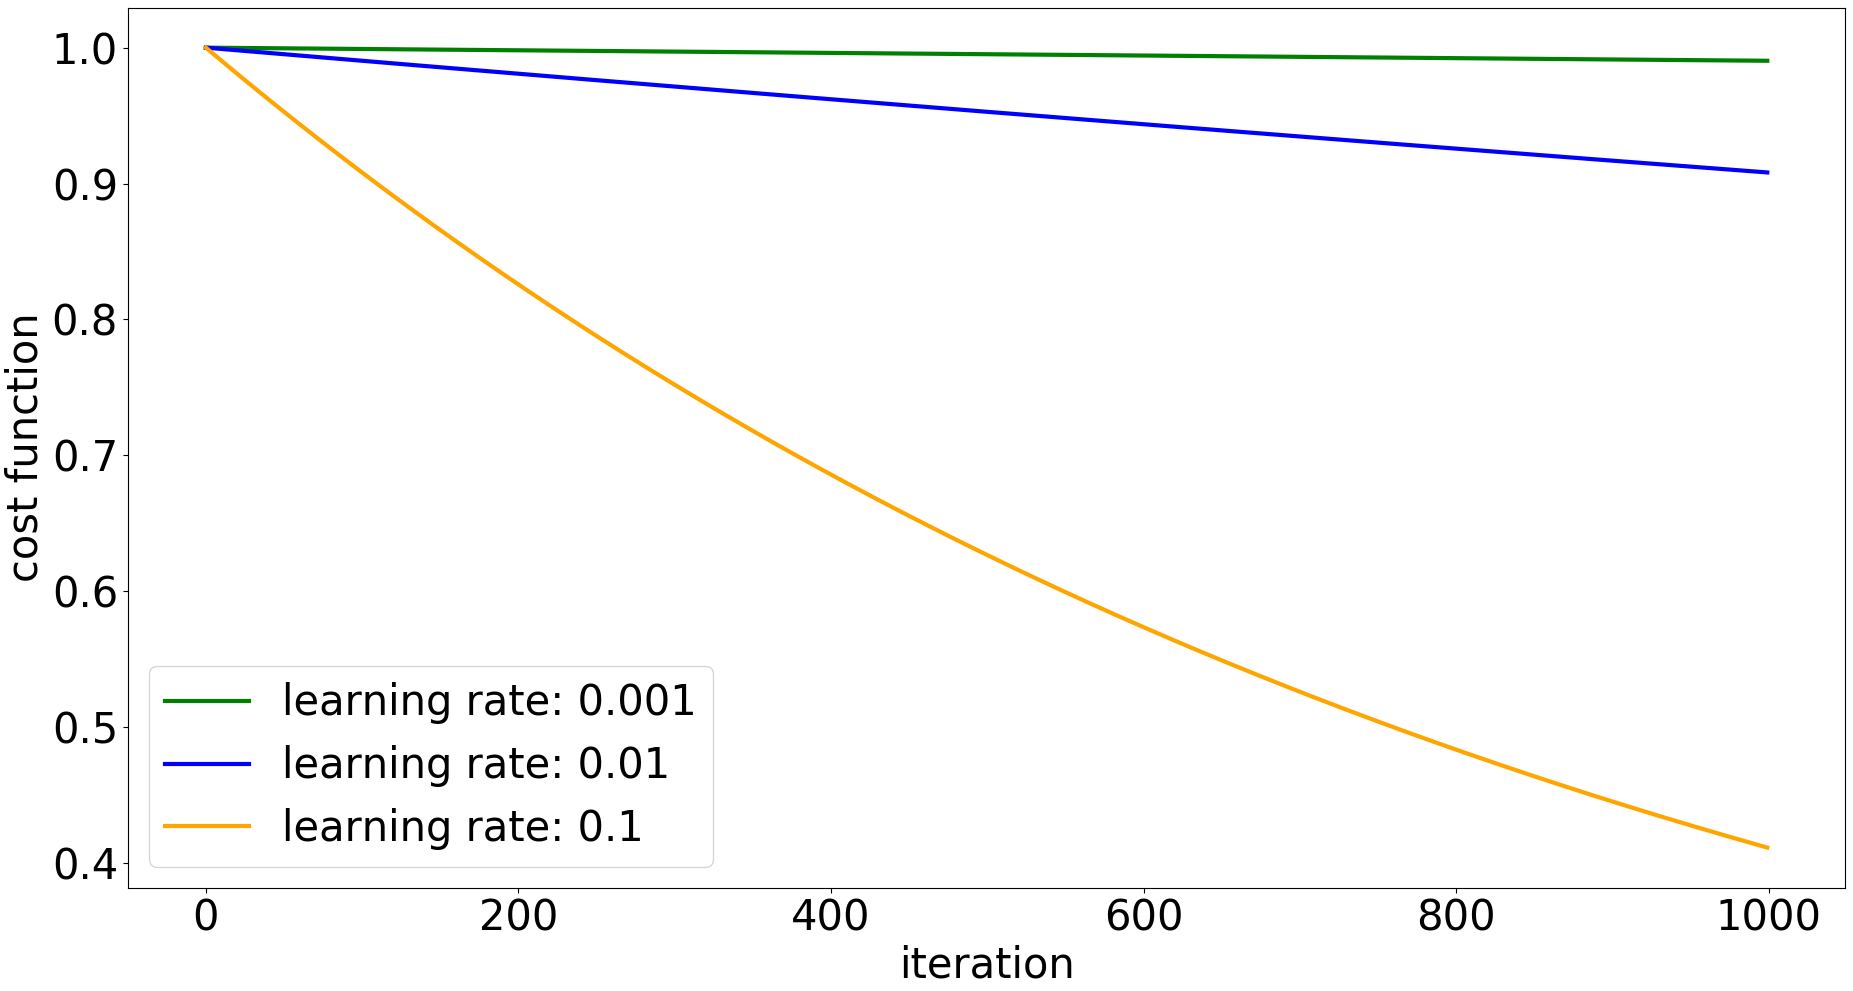 1.0
0.9
0.8
0.7
0.6
0.5
0.4
cost function
learning rate: 0.001
learning rate: 0.01
learning rate: 0.1
0 200 400 600 800 1000
iteration